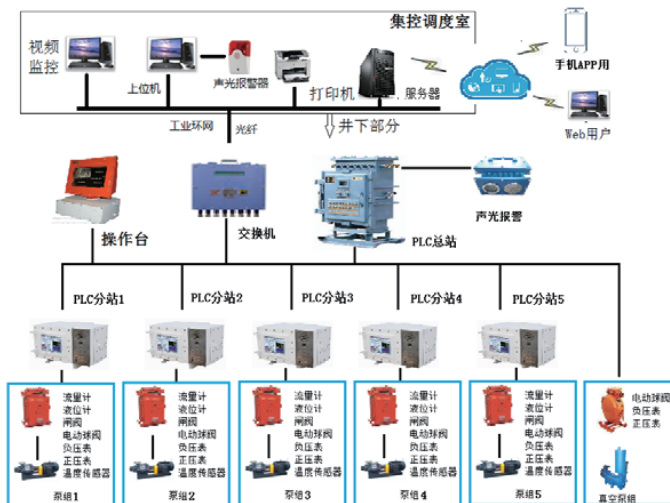 集控调度室
视频
监控
上位机
声光报警器
打印机
服务器
手机APP用
Web用户
工业环网
光纤
井下部分
操作台
交换机
PLC总站
声光报警
PLC分站1
PLC分站2
PLC分站3
PLC分站4
PLC分站5
流量计
液位计
闸阀
电动球阀
负压表
正压表
温度传感器
泵组1
流量计
液位计
闸阀
电动球阀
负压表
正压表
温度传感器
泵组2
流量计
液位计
闸阀
电动球阀
负压表
正压表
温度传感器
泵组3
流量计
液位计
闸阀
电动球阀
负压表
正压表
温度传感器
泵组4
流量计
液位计
闸阀
电动球阀
负压表
正压表
温度传感器
泵组5
电动球阀
负压表
正压表
真空泵组